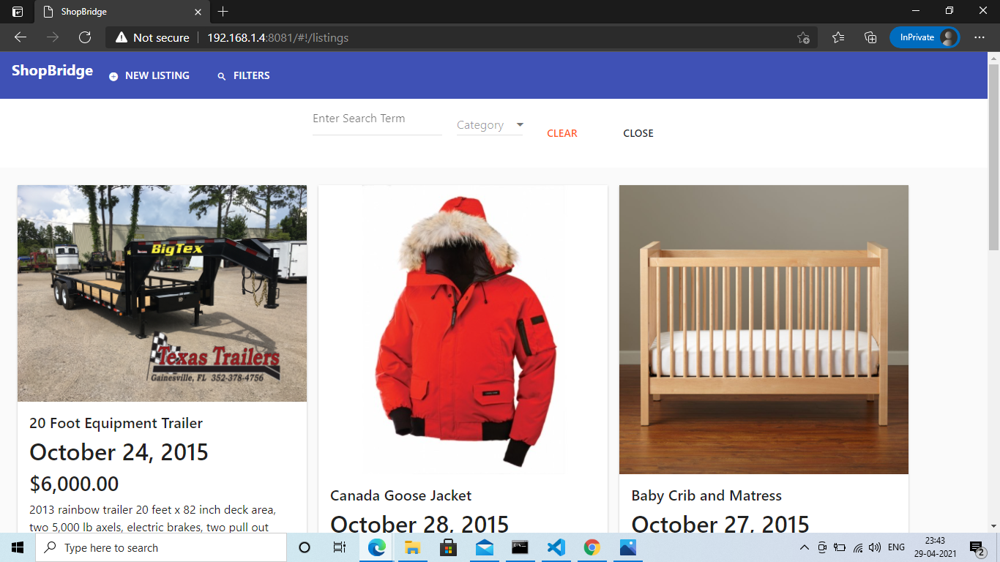 ShopBridge
Not secure
192.168.1.4:8081/#!/listings
InPrivate
ShopBridge
NEW LISTING
FILTERS
Enter Search Term
Category
CLEAR
CLOSE
BigTex
Texas Trailers
Gainesville, FL 352-378-4756
20 Foot Equipment Trailer
October 24, 2015
$6,000.00
2013 rainbow trailer 20 feet x 82 inch deck area,
two 5,000 lb axels, electric brakes, two pull out
Canada Goose Jacket
October 28, 2015
Baby Crib and Matress
October 27, 2015
Type here to search
ENG
23:43
29-04-2021
2